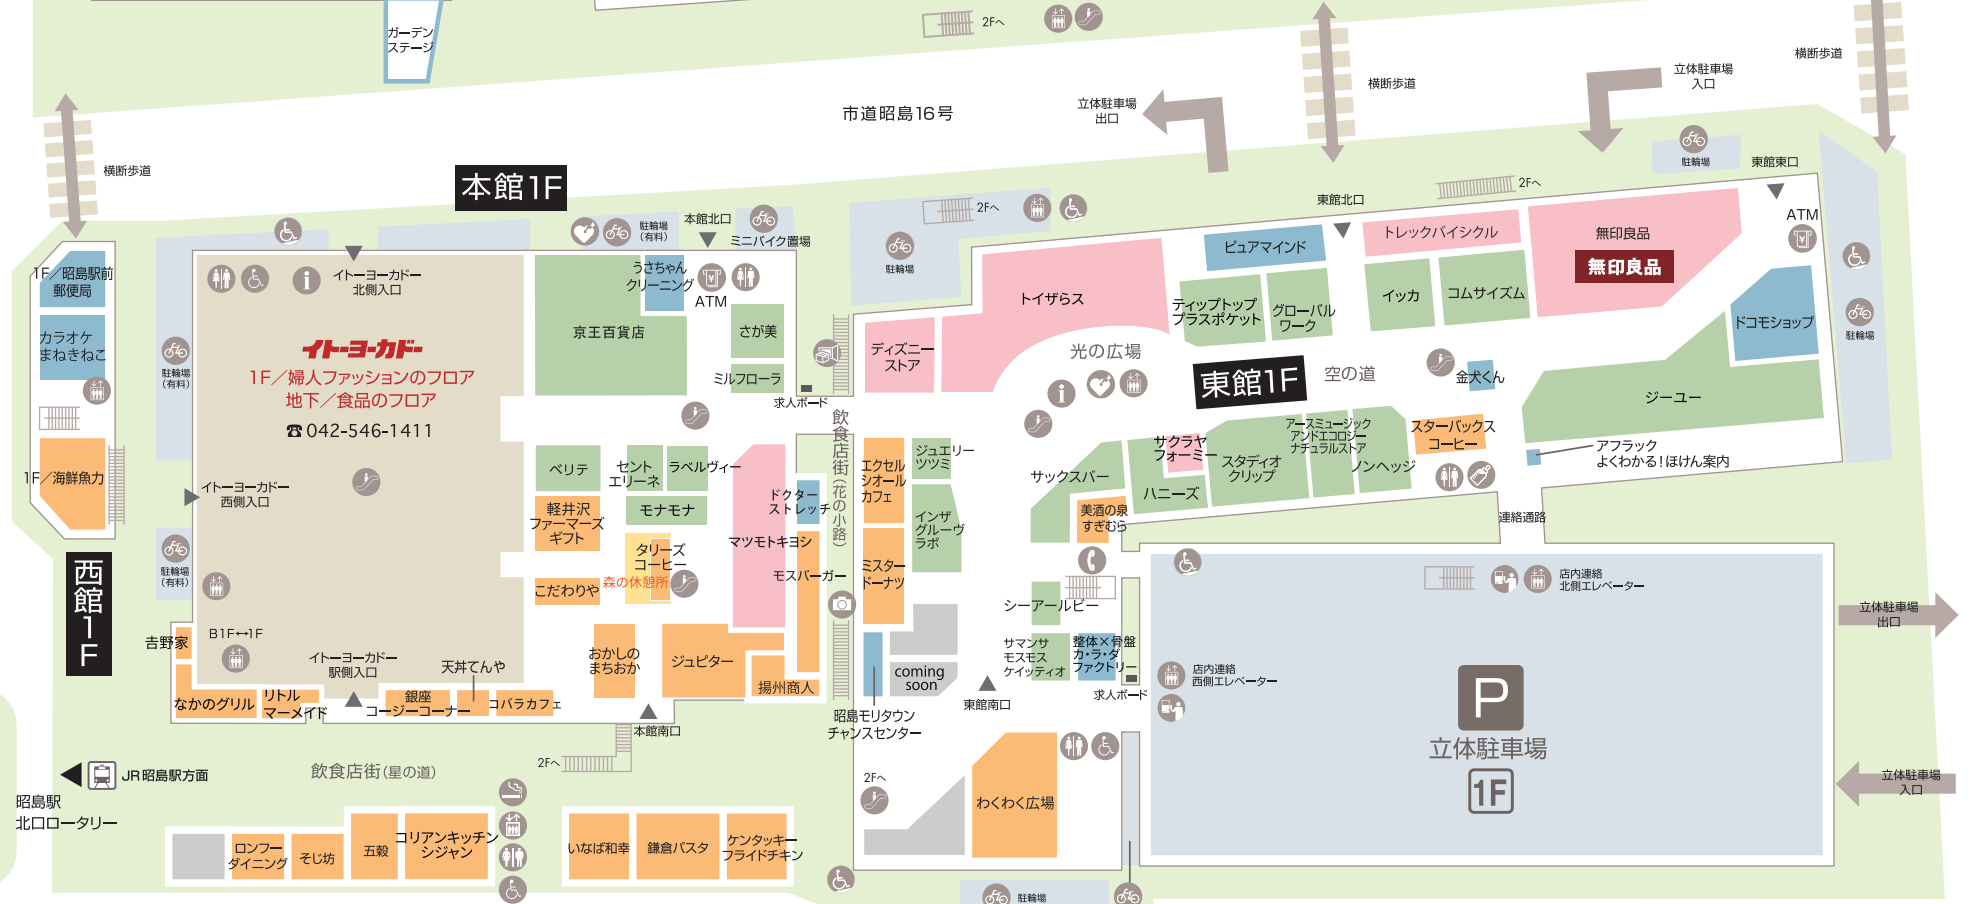 ガーデン
ステージ
2Fへ
横断歩道
横断歩道
立体駐車場
入口
立体駐車場
出口
市道昭島16号
横断歩道
本館1F
駐輪場
東館東口
2Fへ
東館北口
ATM
2Fへ
駐輪場
(有料)
本館北口
ミニバイク置場
駐輪場
ピュアマインド
トレックバイシクル
無印良品
無印良品
1F/昭島駅前
郵便局
カラオケ
まねきねこ
1F/海鮮魚力
西館1F
駐輪場
(有料)
駐輪場
(有料)
イトーヨーカドー
北側入口
イトーヨーカドー
1F/婦人ファッションのフロア
地下/食品のフロア
☎042-546-1411
イトーヨーカドー
西側入口
B1F↔1F
イトーヨーカドー
駅側入口
うさちゃん
クリーニング
ATM
京王百貨店
さが美
ミルフローラ
求人ボード
ベリテ
セント
エリーネ
ラベルヴィー
軽井沢
ファーマーズ
ギフト
モナモナ
タリーズ
コーヒー
森の休憩所
こだわりや
マツモトキヨシ
ドクター
ストレッチ
モスバーガー
おかしの
まちおか
ジュピター
揚州商人
吉野家
なかのグリル
リトル
マーメイド
銀座
コージーコーナー
天丼てんや
コバラカフェ
本館南口
2Fへ
飲食店街(花の小路)
トイザらス
ディズニー
ストア
光の広場
ティップトップ
プラスポケット
グローバル
ワーク
イッカ
コムサイズム
ドコモショップ
駐輪場
東館1F
空の道
金犬くん
ジーユー
エクセル
シオール
カフェ
ジュエリー
ツツミ
インザ
グルーヴ
ラボ
ミスター
ドーナツ
サックスバー
ハニーズ
サクラヤ
フォーミー
スタディオ
クリップ
アースミュージック
アンドエコロジー
ナチュラルストア
ノンヘッジ
スターバックス
コーヒー
アフラック
よくわかる!ほけん案内
美酒の泉
すぎむら
連絡通路
シーアールビー
サマンサ
モスモス
ケイッティオ
整体×骨盤
カ・ラ・ダ
ファクトリー
求人ボード
coming
soon
東館南口
昭島モリタウン
チャンスセンター
2Fへ
わくわく広場
店内連絡
北側エレベーター
店内連絡
西側エレベーター
P
立体駐車場
1F
立体駐車場
出口
立体駐車場
入口
JR昭島駅方面
昭島駅
北口ロータリー
飲食店街(星の道)
ロンフー
ダイニング
そじ坊
五穀
コリアンキッチン
シジャン
いなば和幸
鎌倉パスタ
ケンタッキー
フライドチキン
駐輪場